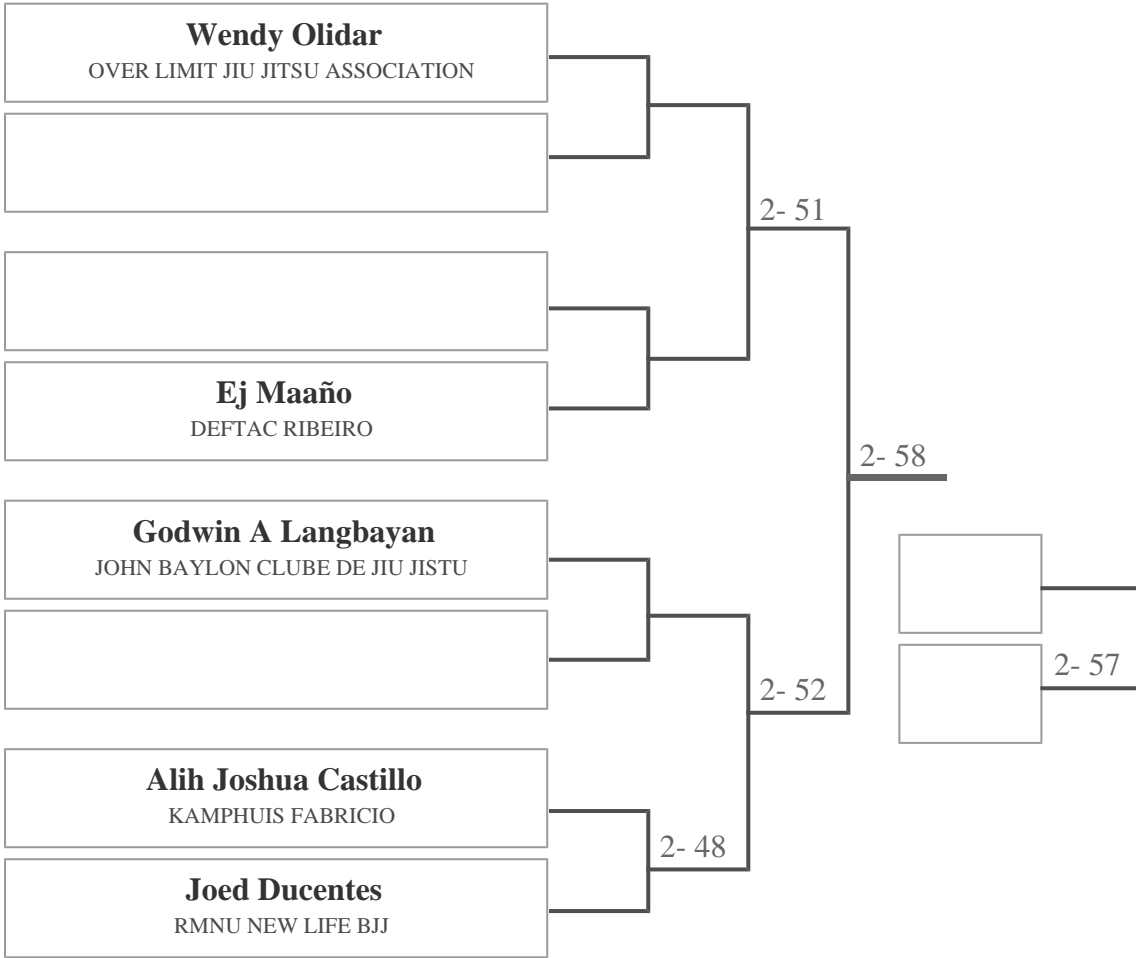 Wendy Olidar
OVER LIMIT JIU JITSU ASSOCIATION
2- 51
Ej Maaño
DEFTAC RIBEIRO
2- 58
Godwin A Langbayan
JOHN BAYLON CLUBE DE JIU JISTU
2- 57
2- 52
Alih Joshua Castillo
KAMPHUIS FABRICIO
2- 48
Joed Ducentes
RMNU NEW LIFE BJJ